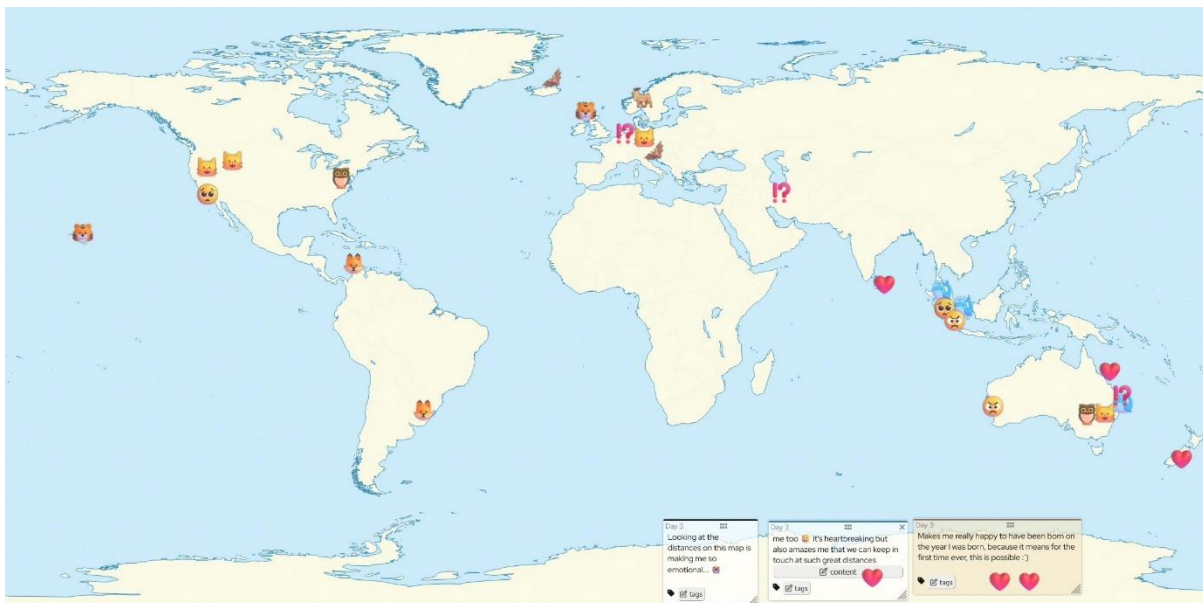 Day 3
Looking at the
distances on this map is
making me so
emotional...
tags
Day 3
me too 😄 it's heartbreaking but
also amazes me that we can keep in
touch at such great distances
content
tags
Day 3
Makes me really happy to have been born on
the year I was born, because it means for the
first time ever, this is possible :')
tags